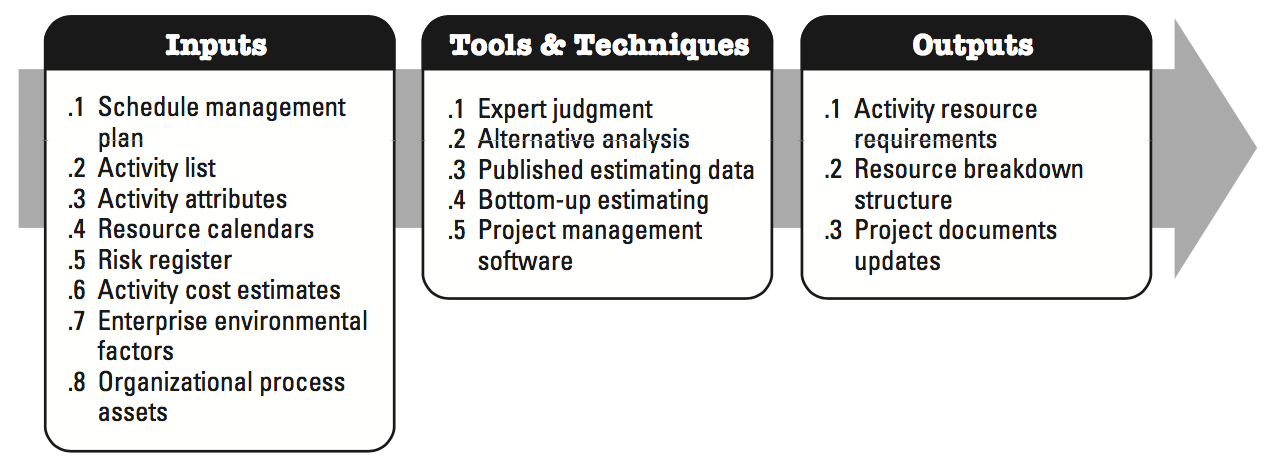 Inputs
.1 Schedule management
plan
.2 Activity list
.3 Activity attributes
.4 Resource calendars
.5 Risk register
.6 Activity cost estimates
.7 Enterprise environmental
factors
.8 Organizational process
assets
Tools & Techniques
.1 Expert judgment
.2 Alternative analysis
.3 Published estimating data
.4 Bottom-up estimating
.5 Project management
software
Outputs
.1 Activity resource
requirements
.2 Resource breakdown
structure
.3 Project documents
updates